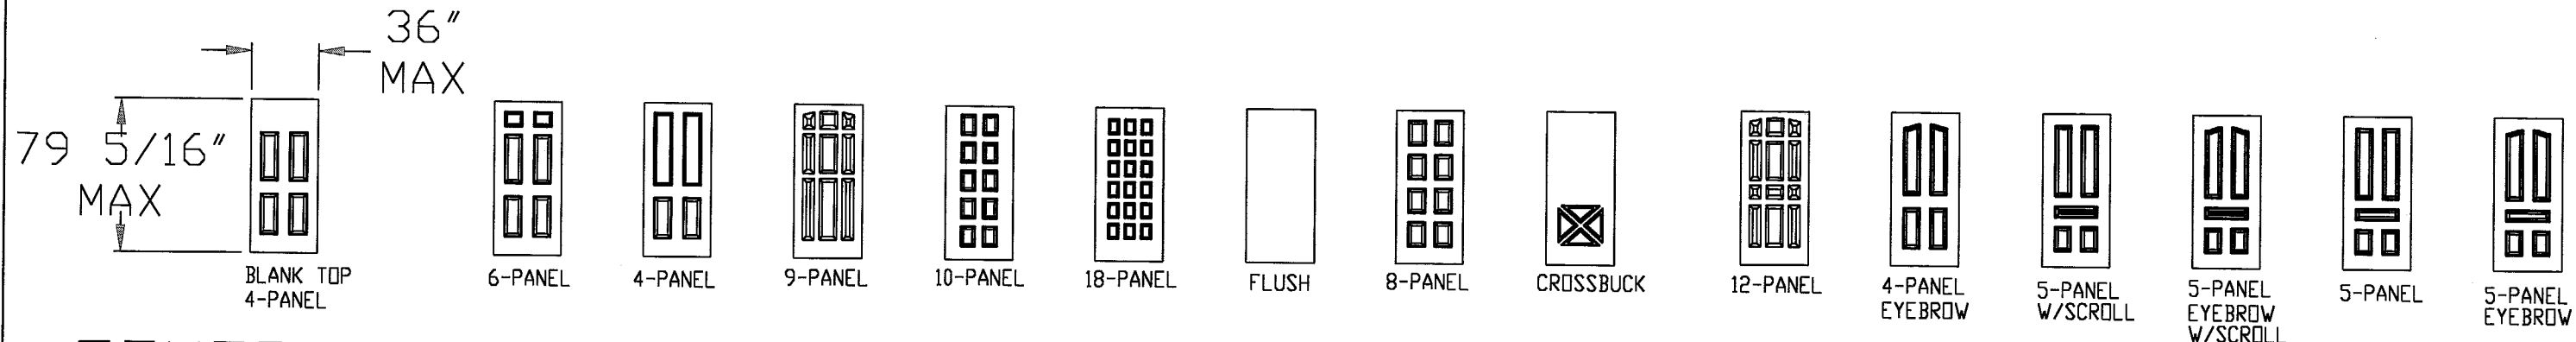 36"
MAX
79 5/16"
MAX
BLANK TOP
4-PANEL
6-PANEL
4-PANEL
9-PANEL
10-PANEL
18-PANEL
FLUSH
8-PANEL
CROSSBUCK
12-PANEL
4-PANEL
EYEBROW
5-PANEL
W/SCROLL
5-PANEL
EYEBROW
W/SCROLL
5-PANEL
5-PANEL
EYEBROW